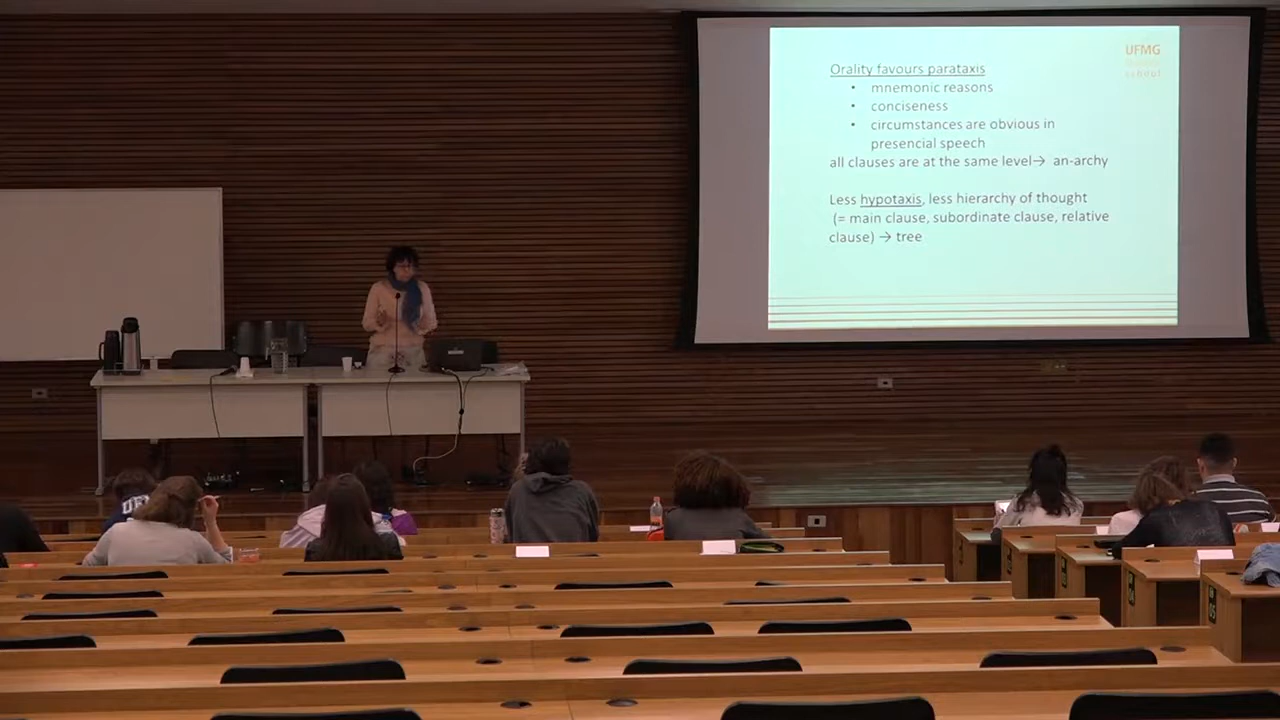 UFMG
school
Orality favours parataxis
• mnemonic reasons
• conciseness
• circumstances are obvious in
presencial speech
all clauses are at the same level→ an-archy
Less hypotaxis, less hierarchy of thought
(= main clause, subordinate clause, relative
clause) → tree